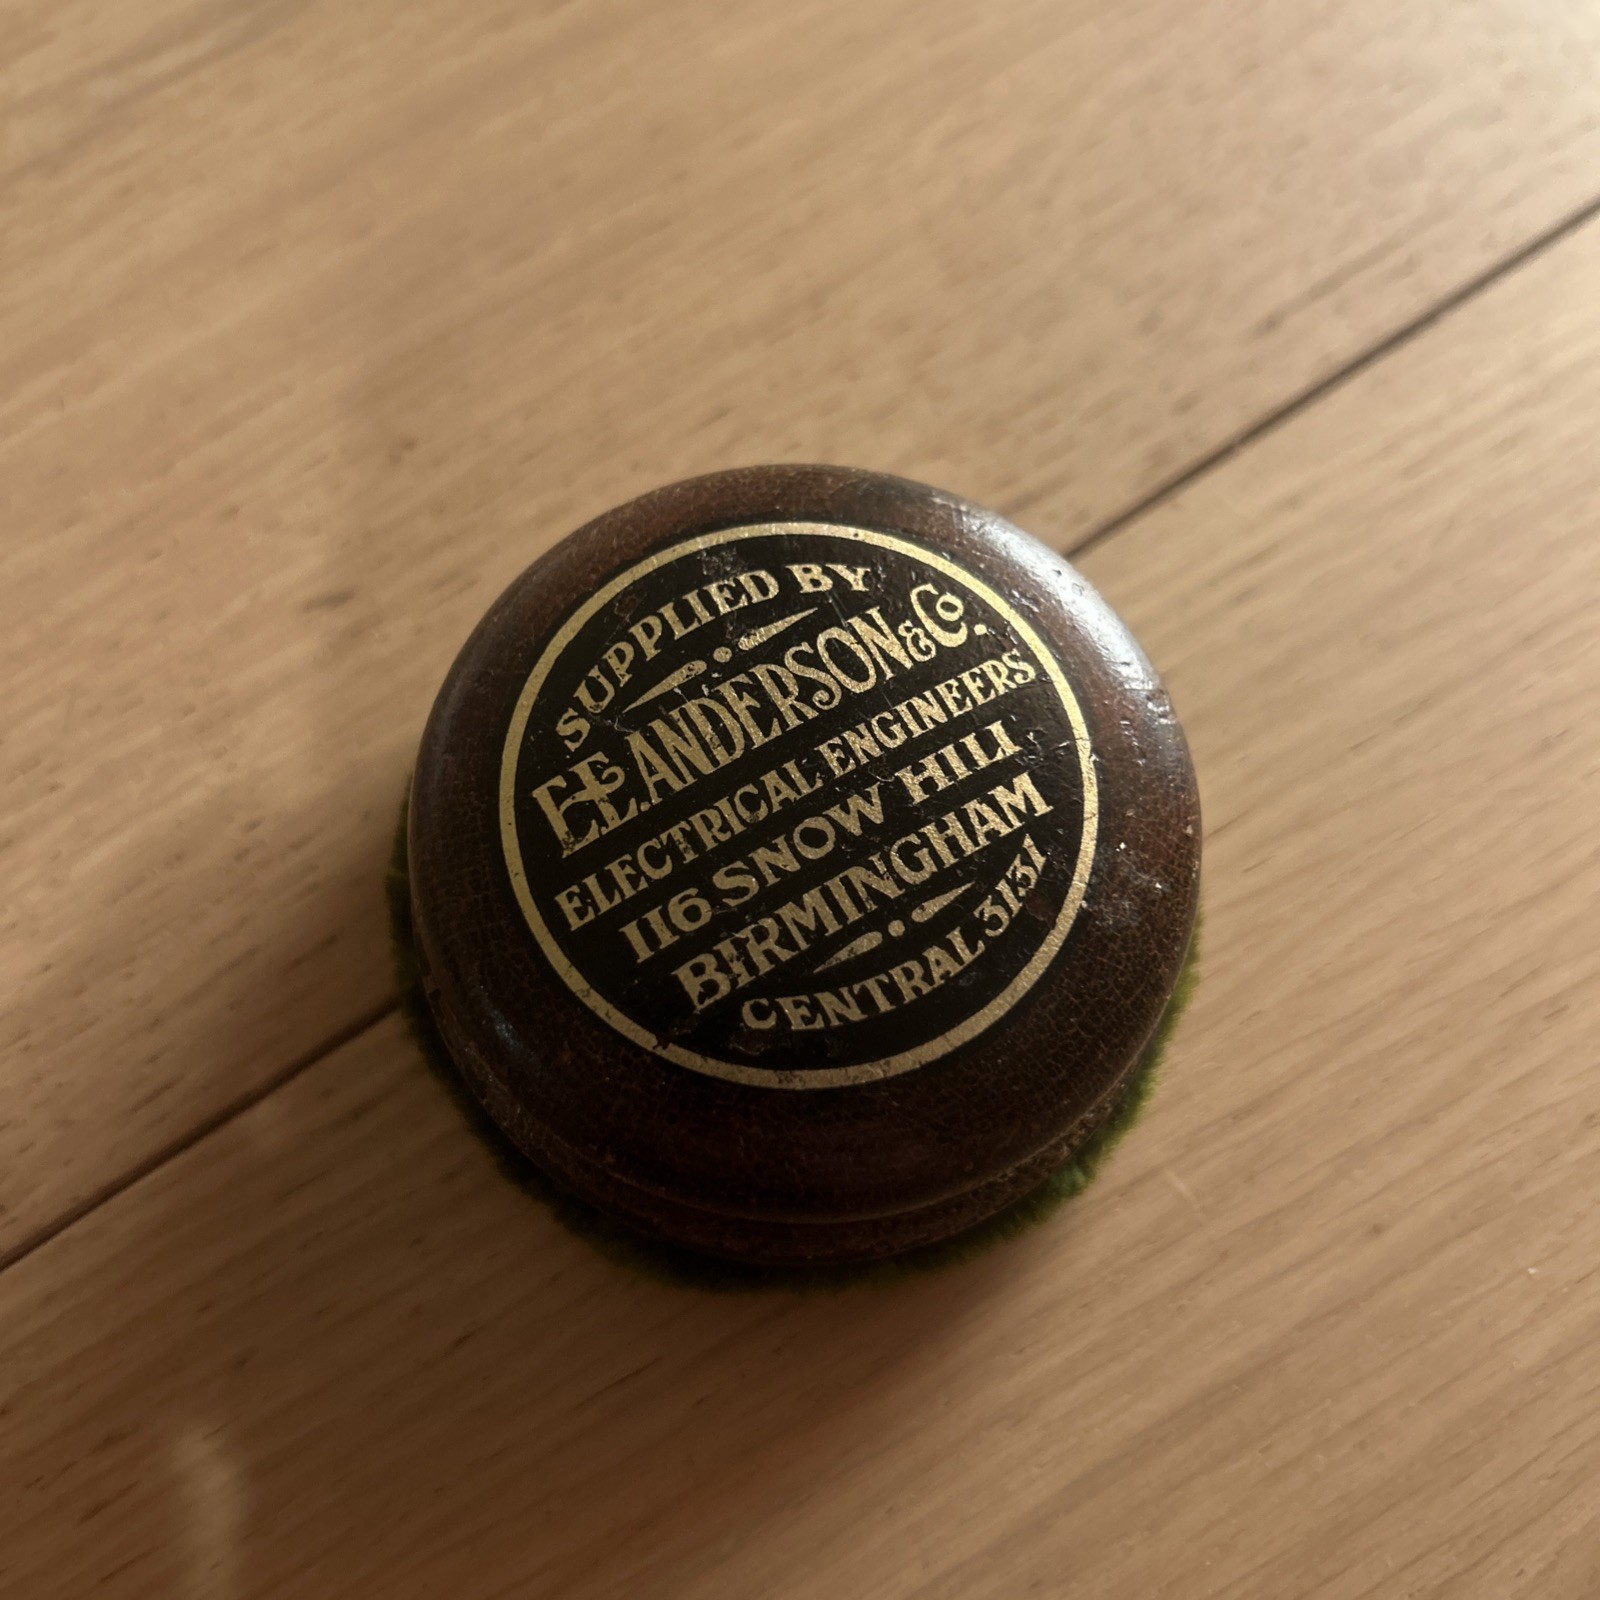 SUPPLIED BY
E.E. ANDERSON & Co.
ELECTRICAL ENGINEERS
116 SNOW HILL
BIRMINGHAM
CENTRAL 3131